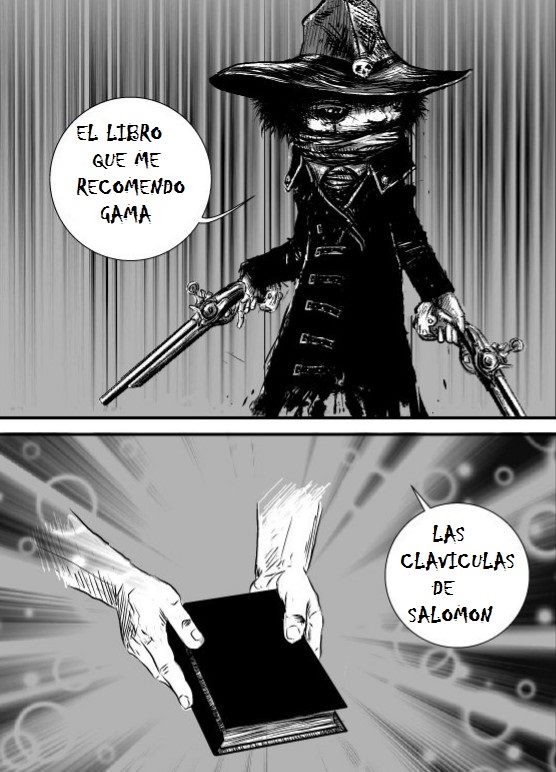 EL LIBRO
QUE ME
RECOMENDO
GAMA
LAS
CLAVICULAS
DE
SALOMON